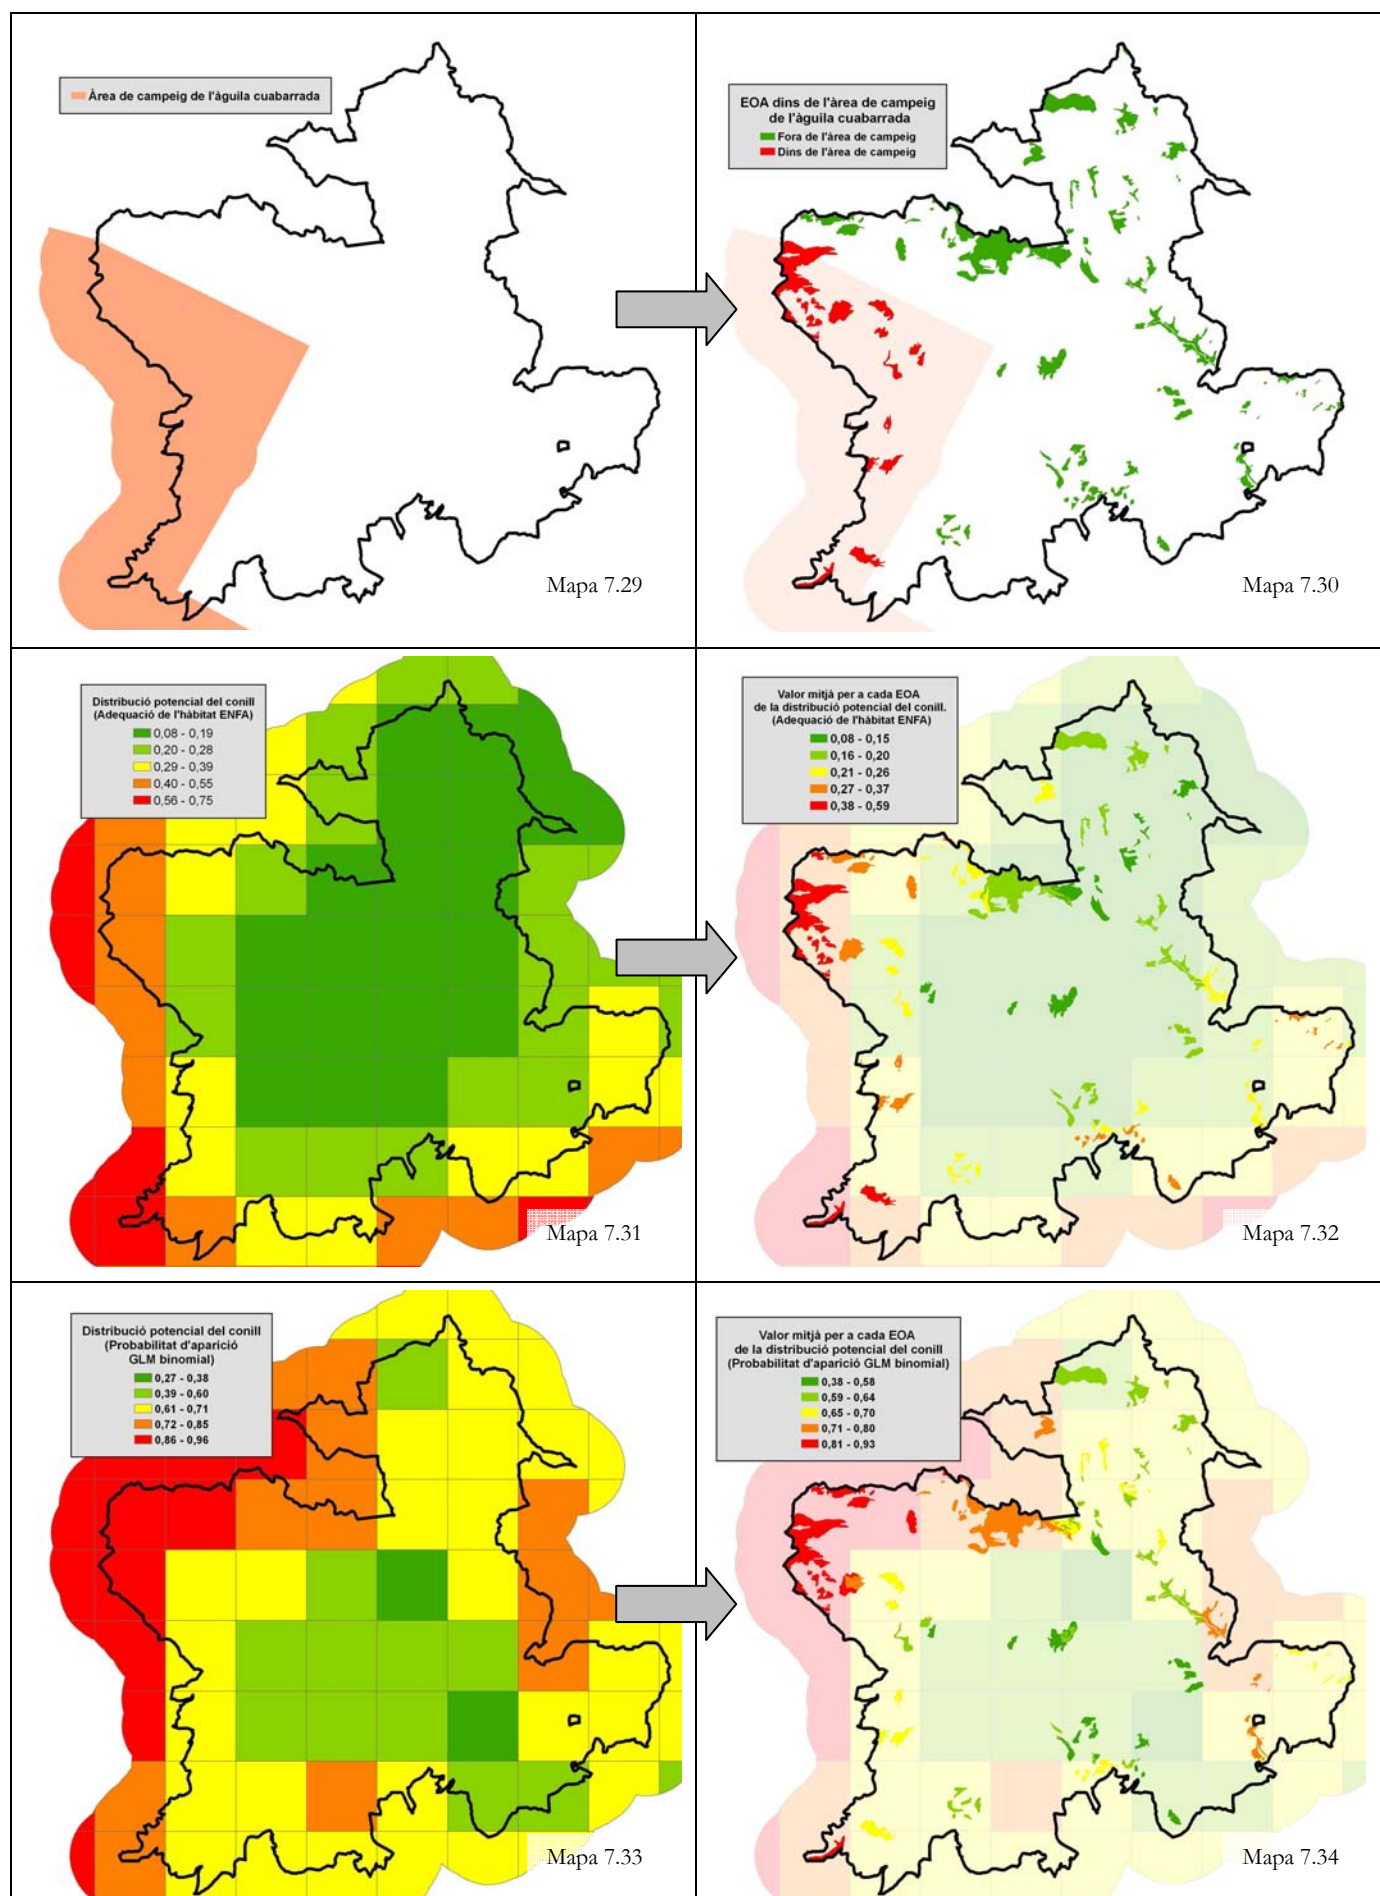 Àrea de campeig de l'àguila cuabarrada
Mapa 7.29
EOA dins de l'àrea de campeig
de l'àguila cuabarrada
Fora de l'àrea de campeig
Dins de l'àrea de campeig
Mapa 7.30
Distribució potencial del conill
(Adequació de l'hàbitat ENFA)
0,08 - 0,19
0,20 - 0,28
0,29 - 0,39
0,40 - 0,55
0,56 - 0,75
Mapa 7.31
Valor mitjà per a cada EOA
de la distribució potencial del conill.
(Adequació de l'hàbitat ENFA)
0,08 - 0,15
0,16 - 0,20
0,21 - 0,26
0,27 - 0,37
0,38 - 0,59
Mapa 7.32
Distribució potencial del conill
(Probabilitat d'aparició
GLM binomial)
0,27 - 0,38
0,39 - 0,60
0,61 - 0,71
0,72 - 0,85
0,86 - 0,96
Mapa 7.33
Valor mitjà per a cada EOA
de la distribució potencial del conill
(Probabilitat d'aparició GLM binomial)
0,38 - 0,58
0,59 - 0,64
0,65 - 0,70
0,71 - 0,80
0,81 - 0,93
Mapa 7.34